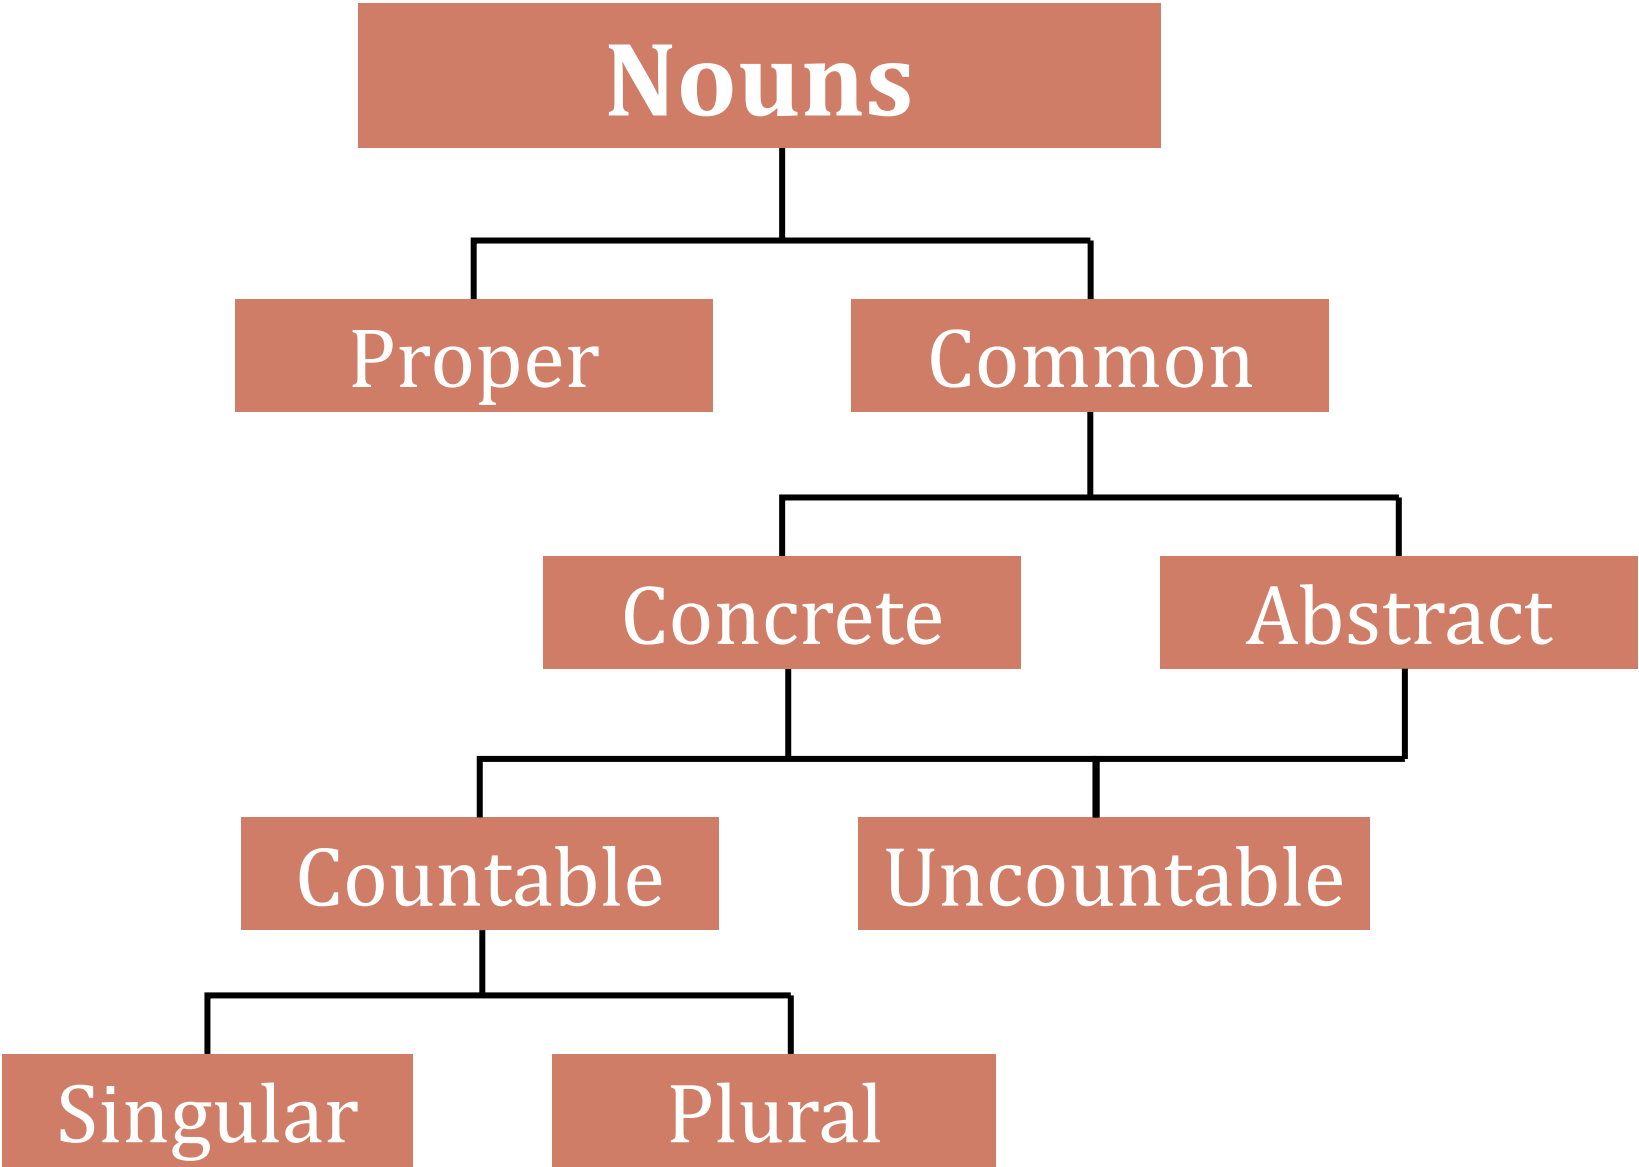 Nouns
Proper
Common
Concrete
Abstract
Countable
Uncountable
Singular
Plural